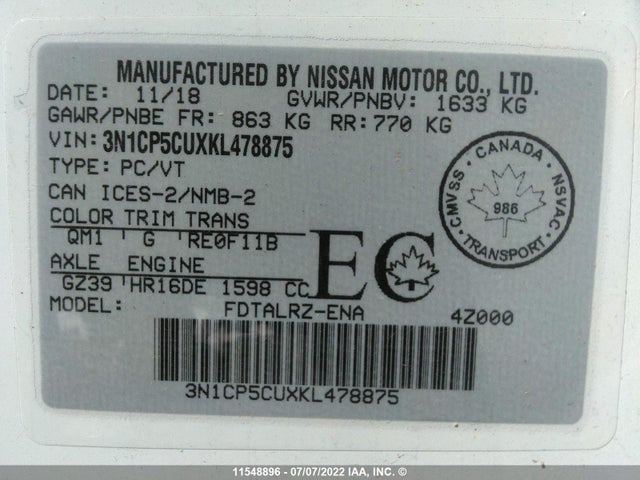 MANUFACTURED BY NISSAN MOTOR CO., LTD.
DATE: 11/18 GVWR/PNBV: 1633 KG
GAWR/PNBE FR: 863 KG RR: 770 KG
VIN: 3N1CP5CUXKL478875
TYPE: PC/VT
CAN ICES-2/NMB-2
COLOR TRIM TRANS
QM1 G RE0F11B
AXLE ENGINE
GZ39 HR16DE 1598 CC
EC
CANADA
CMVSS NSVAC
986
TRANSPORT
MODEL: FDTALRZ-ENA 4Z000
3N1CP5CUXKL478875
11548896 - 07/07/2022 IAA, INC. ©